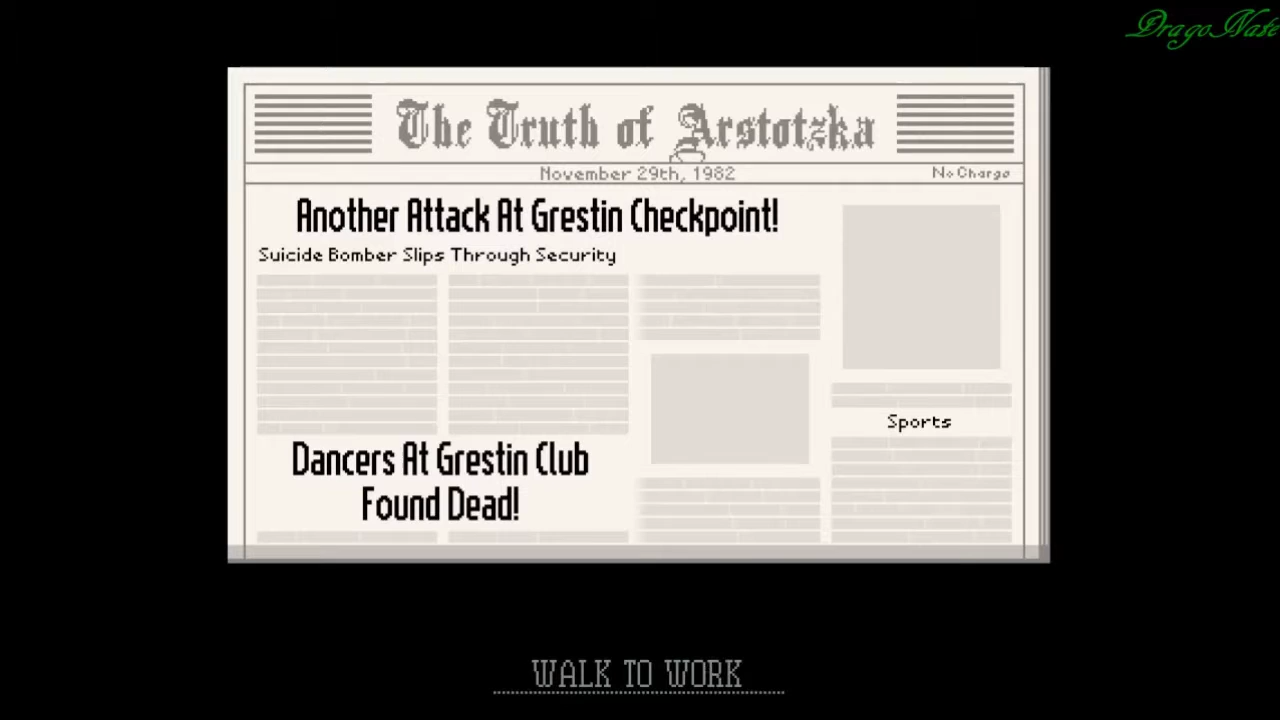 DragoNate
The Truth of Arstotzka
November 29th, 1982
No Charge
Another Attack At Grestin Checkpoint!
Suicide Bomber Slips Through Security
Dancers At Grestin Club
Found Dead!
Sports
WALK TO WORK